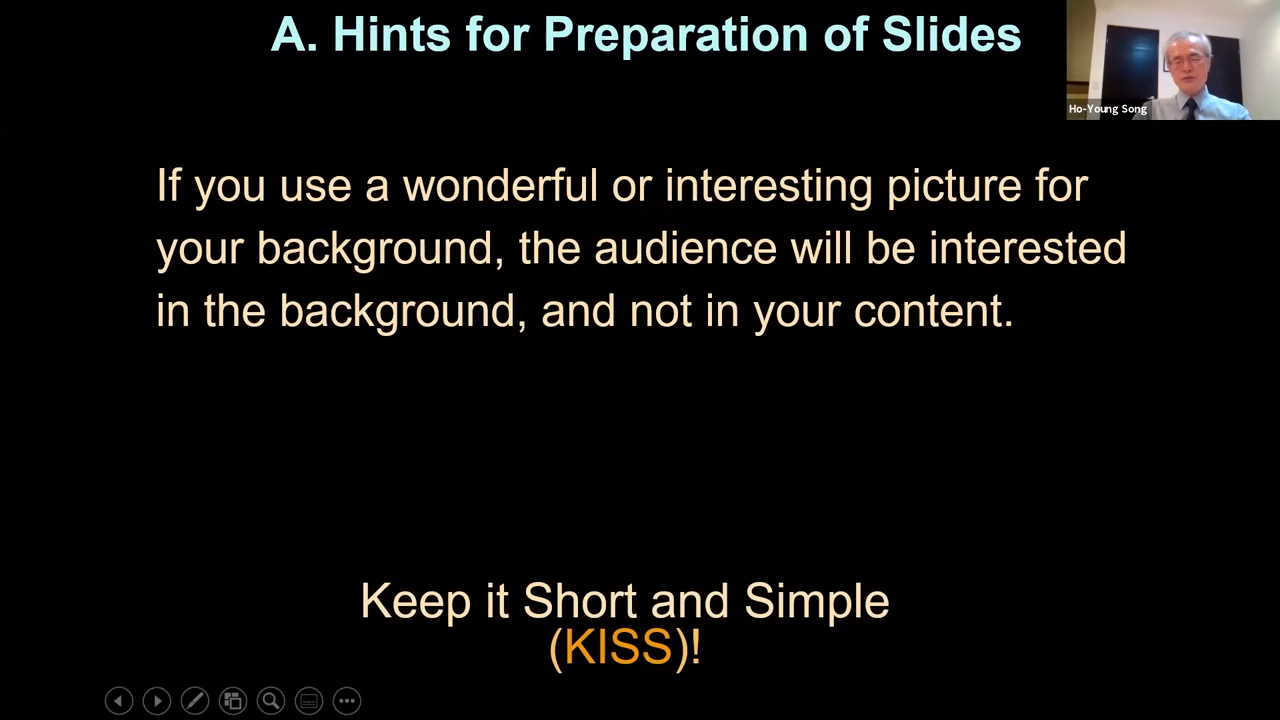 A. Hints for Preparation of Slides
Ho-Young Song
If you use a wonderful or interesting picture for
your background, the audience will be interested
in the background, and not in your content.
Keep it Short and Simple
(KISS)!